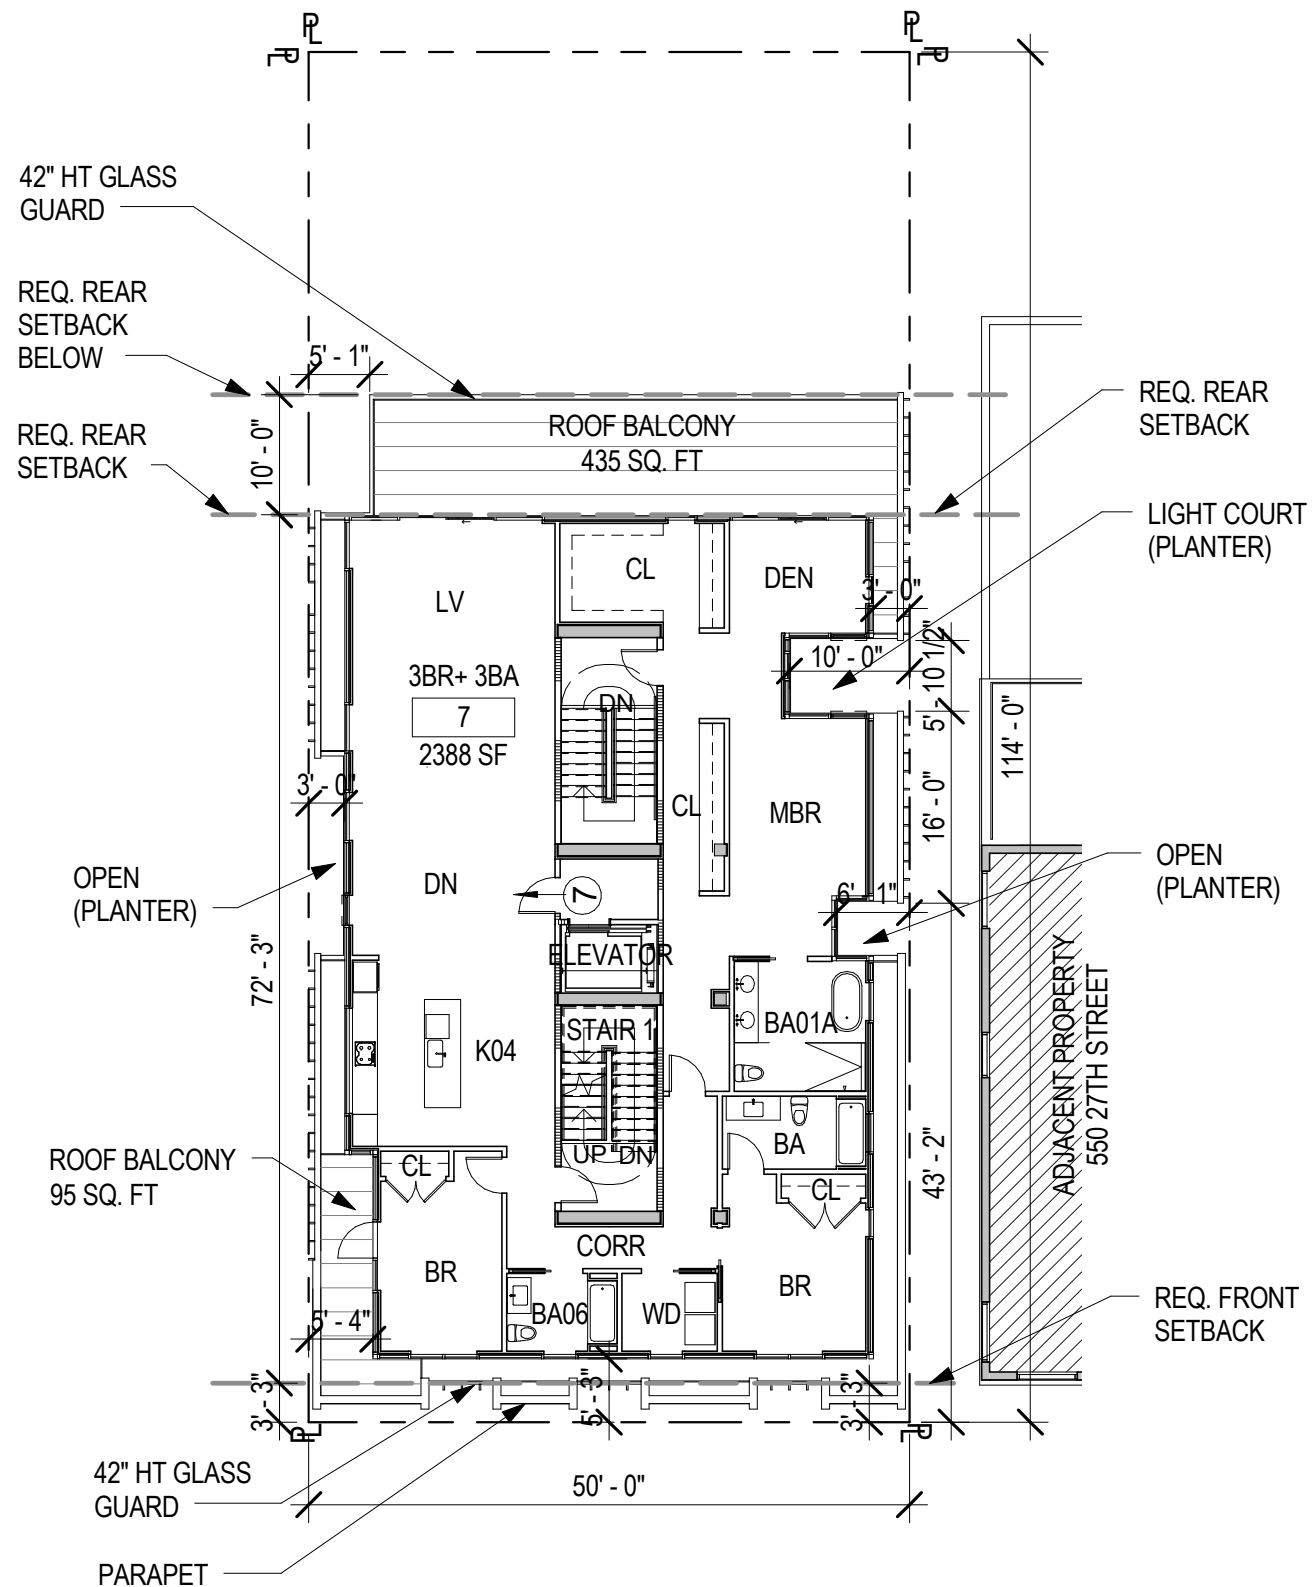 PL
PL
PL
PL
42" HT GLASS
GUARD
REQ. REAR
SETBACK
BELOW
5' - 1"
REQ. REAR
SETBACK
10' - 0"
ROOF BALCONY
435 SQ. FT
REQ. REAR
SETBACK
LIGHT COURT
(PLANTER)
CL
DEN
LV
3' - 0"
10' - 0"
5' - 10 1/2"
3BR+ 3BA
7
2388 SF
DN
114' - 0"
3' - 0"
CL
MBR
16' - 0"
OPEN
(PLANTER)
DN
7
6' - 1"
OPEN
(PLANTER)
72' - 3"
ELEVATOR
ADJACENT PROPERTY
550 27TH STREET
K04
STAIR 1
BA01A
UP
DN
BA
43' - 2"
ROOF BALCONY
95 SQ. FT
CL
CL
CORR
BR
BR
BA06
WD
5' - 4"
REQ. FRONT
SETBACK
3' - 3"
5' - 3"
3' - 3"
PL
PL
42" HT GLASS
GUARD
50' - 0"
PARAPET